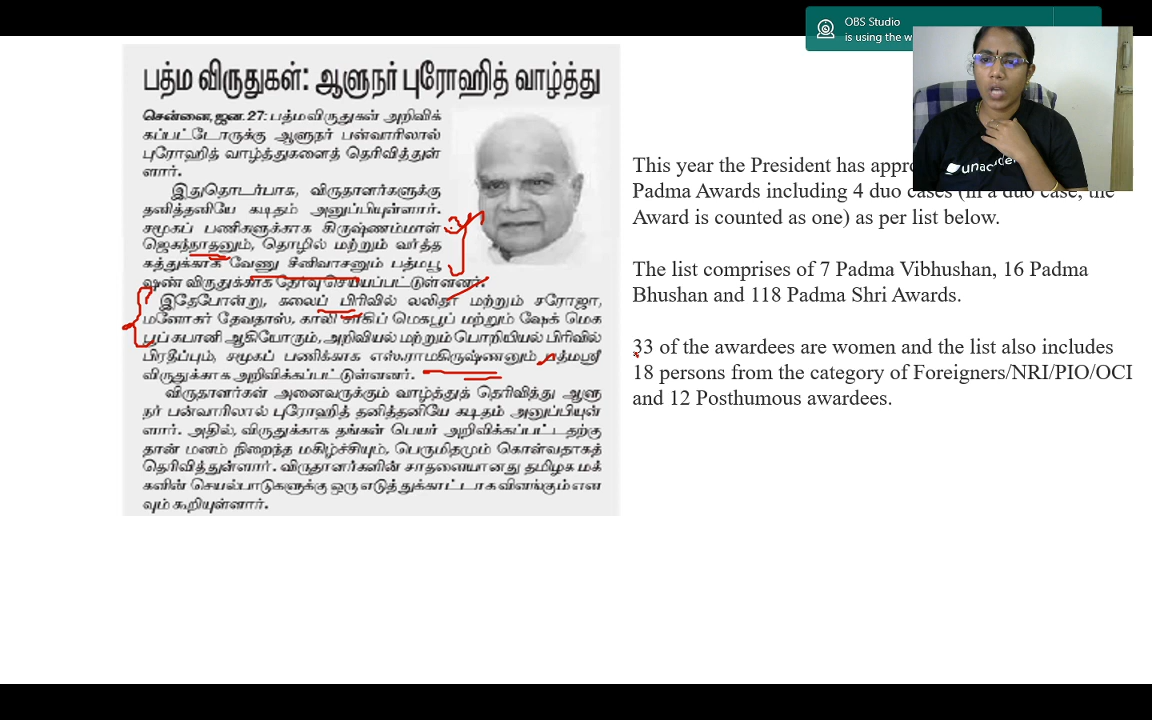 OBS Studio
is using the w
unacade
பத்ம விருதுகள்: ஆளுநர் புரோஹித் வாழ்த்து
சென்னை, ஜன. 27: பத்ம விருதுகள் அறிவிக்
கப்பட்டோருக்கு ஆளுநர் பன்வாரிலால்
புரோஹித் வாழ்த்துகளைத் தெரிவித்துள்
ளார்.
இதுதொடர்பாக, விருதாளர்களுக்கு
தனித்தனியே கடிதம் அனுப்பியுள்ளார்.
சமூகப் பணிகளுக்காக கிருஷ்ணம்மாள்
ஜெகந்நாதனும், தொழில் மற்றும் வர்த்த
கத்துக்காக வேணு சீனிவாசனும் பத்மபூ
ஷண் விருதுக்காக தேர்வு செய்யப்பட்டுள்ளனர்.
இதேபோன்று, கலைப் பிரிவில் லலிதா மற்றும் சரோஜா,
மனோகர் தேவதாஸ், காலி சாகிப் மெகபூப் மற்றும் ஷேக் மெக
பூப் சுபானி ஆகியோரும், அறிவியல் மற்றும் பொறியியல் பிரிவில்
பிரதீப்பும், சமூகப் பணிக்காக எஸ்.ராமகிருஷ்ணனும் பத்மஸ்ரீ
விருதுக்காக அறிவிக்கப்பட்டுள்ளனர்.
விருதாளர்கள் அனைவருக்கும் வாழ்த்துத் தெரிவித்து ஆளு
நர் பன்வாரிலால் புரோஹித் தனித்தனியே கடிதம் அனுப்பியுள்
ளார். அதில், விருதுக்காக தங்கள் பெயர் அறிவிக்கப்பட்டதற்கு
தான் மனம் நிறைந்த மகிழ்ச்சியும், பெருமிதமும் கொள்வதாகத்
தெரிவித்துள்ளார். விருதாளர்களின் சாதனையானது தமிழக மக்
களின் செயல்பாடுகளுக்கு ஒரு எடுத்துக்காட்டாக விளங்கும் என
வும் கூறியுள்ளார்.
This year the President has appro
Padma Awards including 4 duo cases (in a duo case, the
Award is counted as one) as per list below.
The list comprises of 7 Padma Vibhushan, 16 Padma
Bhushan and 118 Padma Shri Awards.
33 of the awardees are women and the list also includes
18 persons from the category of Foreigners/NRI/PIO/OCI
and 12 Posthumous awardees.